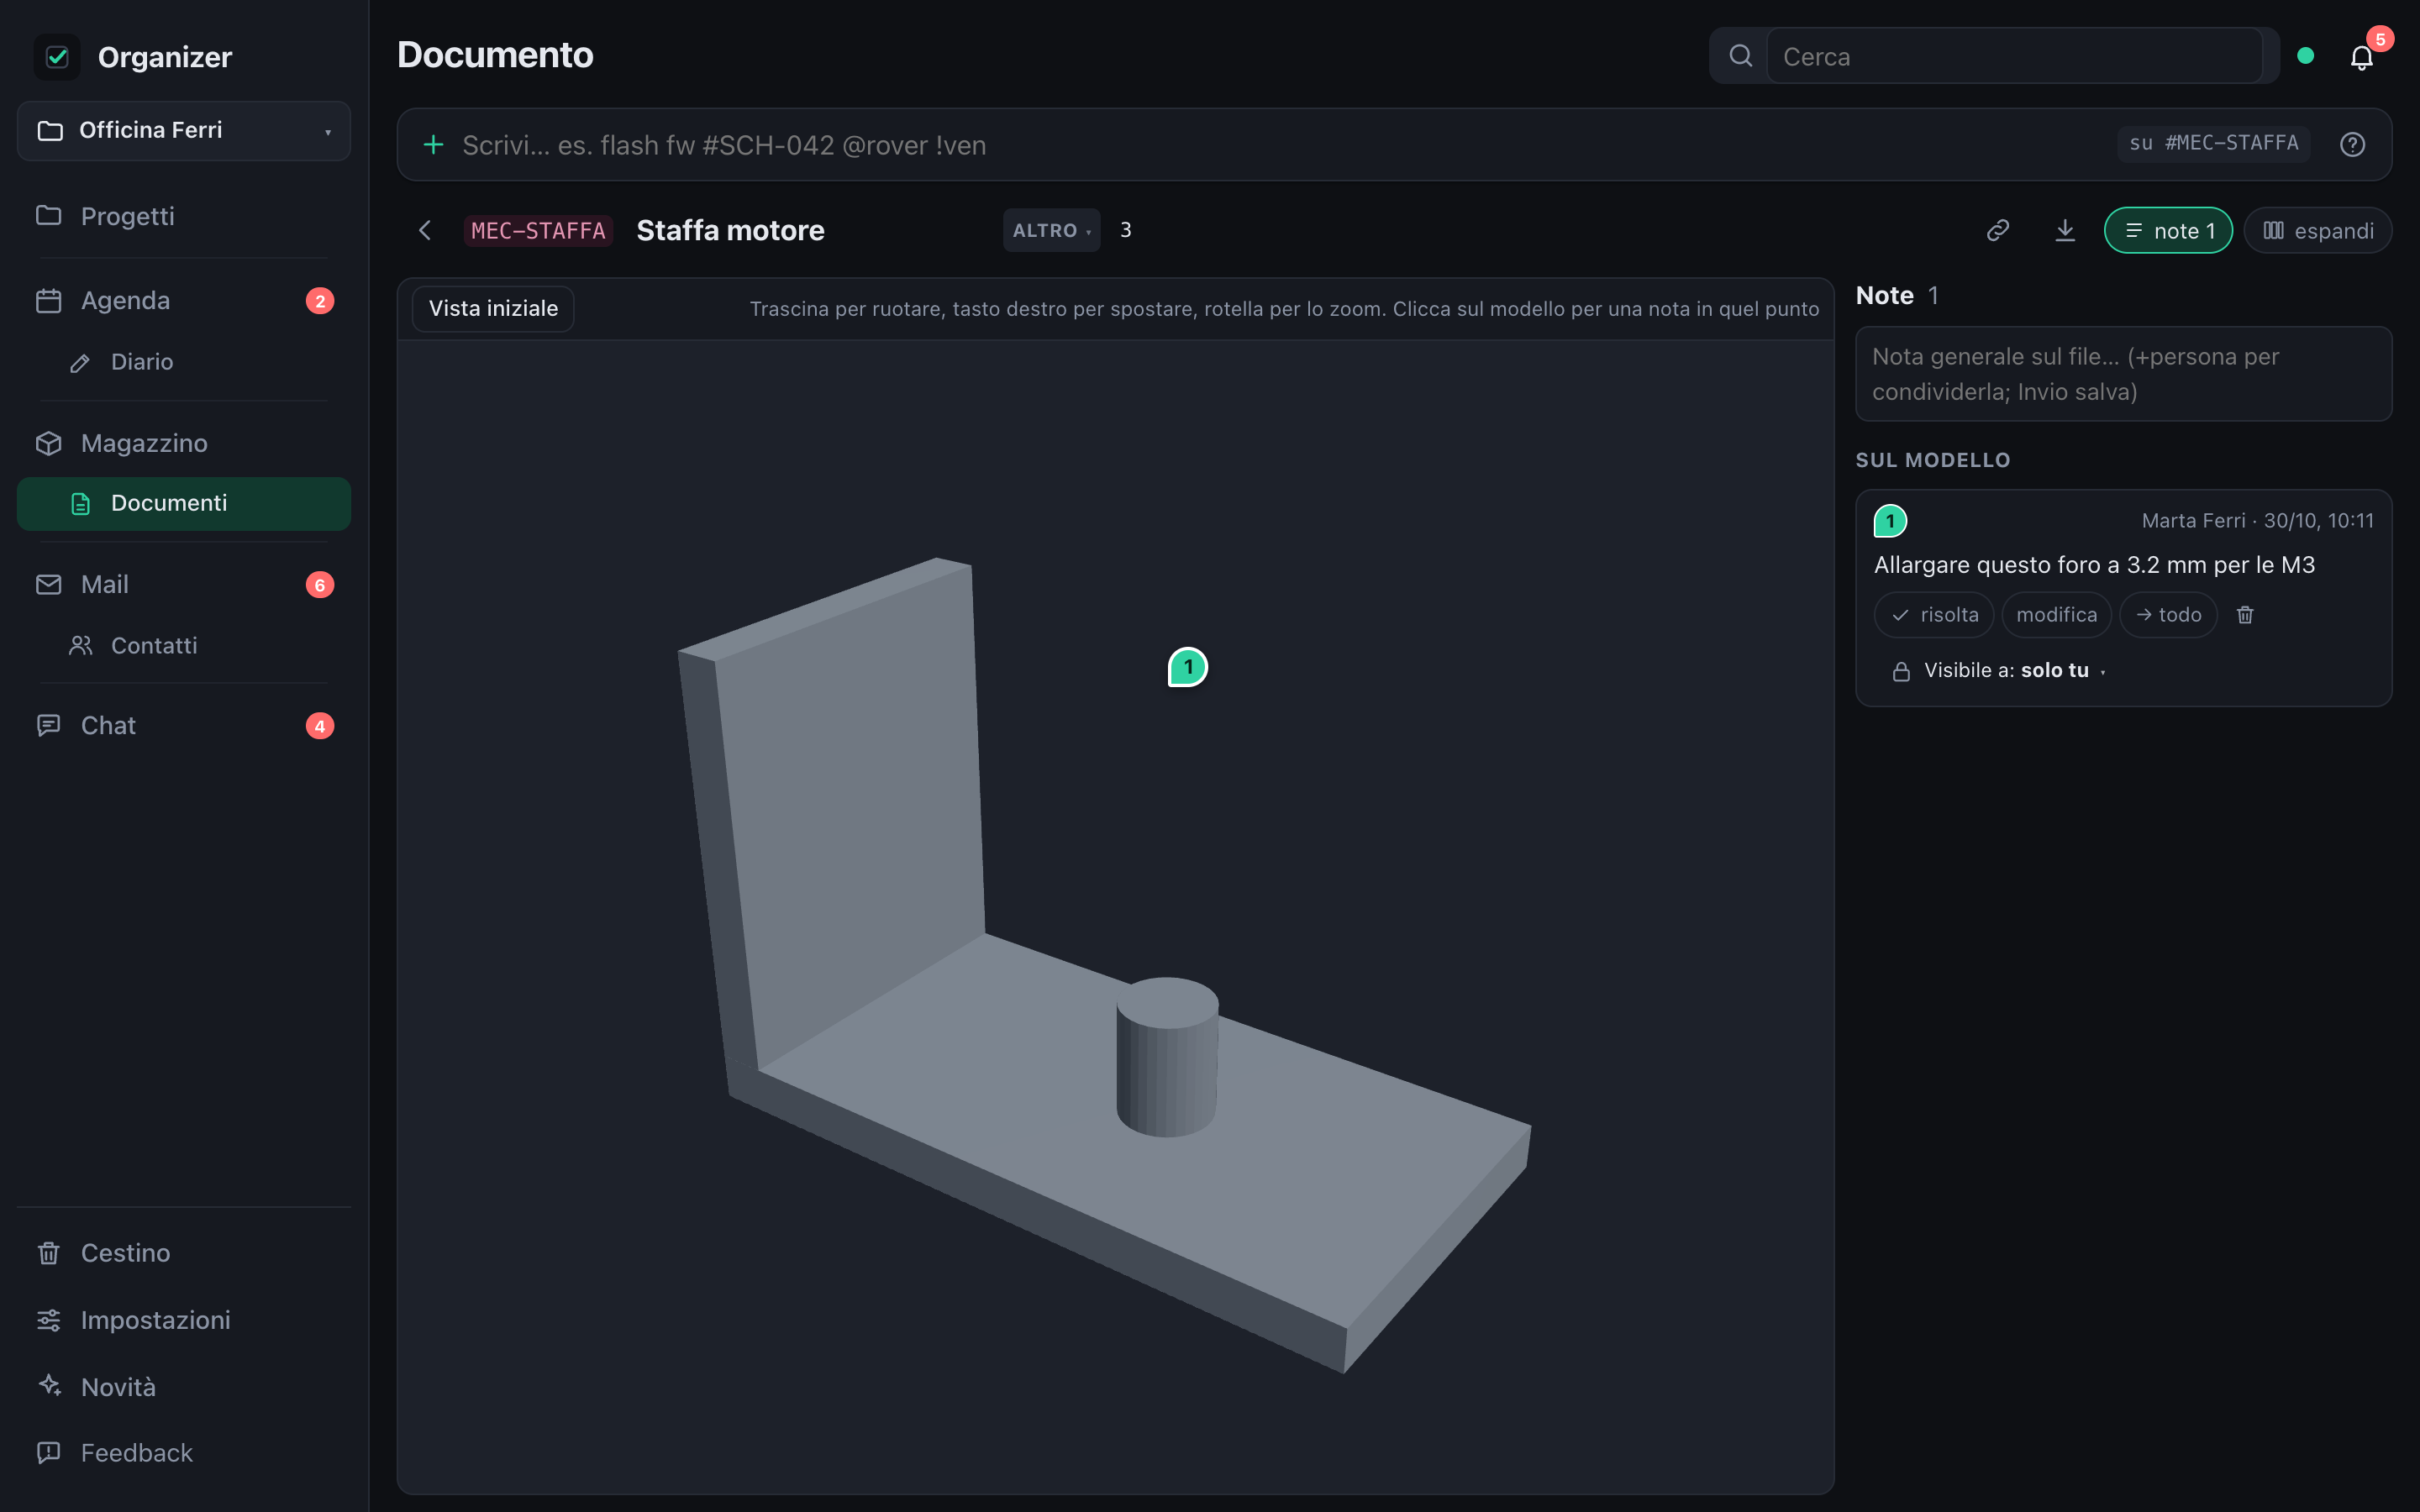 Organizer
Officina Ferri
Progetti
Agenda 2
Diario
Magazzino
Documenti
Mail 6
Contatti
Chat 4
Cestino
Impostazioni
Novità
Feedback
Documento
Cerca
5
Scrivi... es. flash fw #SCH-042 @rover !ven
su #MEC-STAFFA
MEC-STAFFA Staffa motore ALTRO 3
note 1
espandi
Vista iniziale
Trascina per ruotare, tasto destro per spostare, rotella per lo zoom. Clicca sul modello per una nota in quel punto
1
Note 1
Nota generale sul file... (+persona per
condividerla; Invio salva)
SUL MODELLO
1 Marta Ferri · 30/10, 10:11
Allargare questo foro a 3.2 mm per le M3
risolta modifica → todo
Visibile a: solo tu